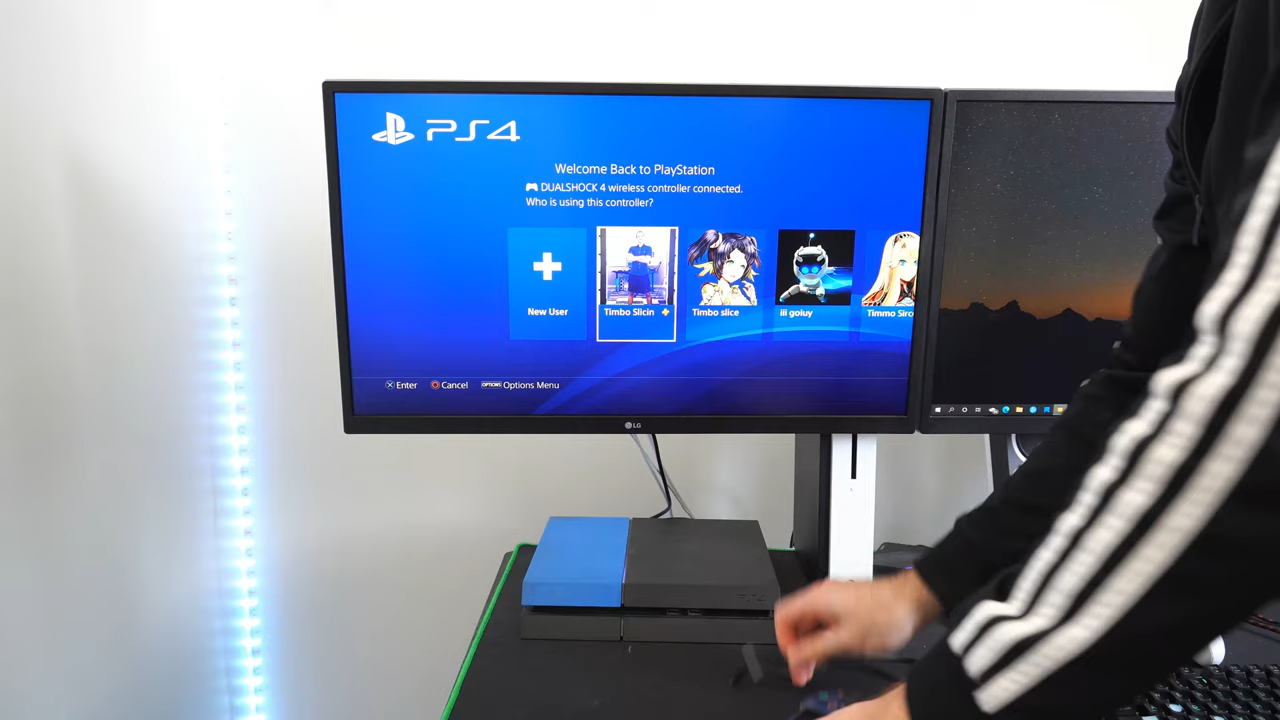 PS4
Welcome Back to PlayStation
DUALSHOCK 4 wireless controller connected.
Who is using this controller?
New User
Timbo Slicin
Timbo slice
iii goiuy
Timmo Sirc
Enter
Cancel
OPTIONS Options Menu
LG
PS4